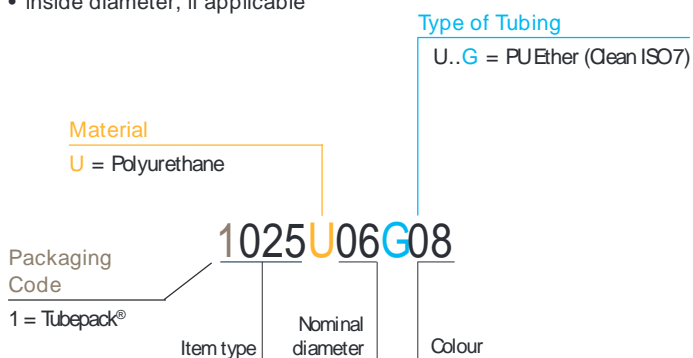 • Inside diameter, if applicable
Type of Tubing
U..G = PU Ether (Clean ISO7)
Material
U = Polyurethane
1025U06G08
Packaging
Code
1 = Tubepack®
Item type
Nominal
diameter
Colour